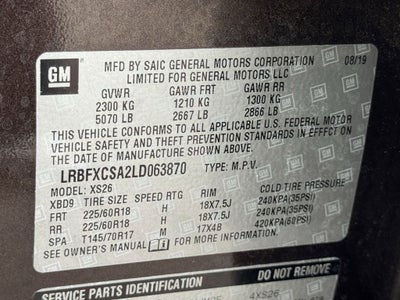 GM
MFD BY SAIC GENERAL MOTORS CORPORATION 08/19
LIMITED FOR GENERAL MOTORS LLC
GVWR GAWR FRT GAWR RR
2300 KG 1210 KG 1300 KG
5070 LB 2667 LB 2866 LB
THIS VEHICLE CONFORMS TO ALL APPLICABLE U.S. FEDERAL MOTOR
VEHICLE SAFETY AND THEFT PREVENTION STANDARDS IN EFFECT
ON THE DATE OF MANUFACTURE SHOWN ABOVE.
LRBFXCSA2LD063870 TYPE: M.P.V.
MODEL: XS26
XBD9 TIRE SIZE SPEED RTG RIM COLD TIRE PRESSURE
FRT 225/60R18 H 18X7.5J 240KPA(35PSI)
RR 225/60R18 H 18X7.5J 240KPA(35PSI)
SPA T145/70R17 M 17X4B 420KPA(60PSI)
SEE OWNER'S MANUAL FOR MORE INFORMATION.
SERVICE PARTS IDENTIFICATION DO NOT REMOVE
4XS26